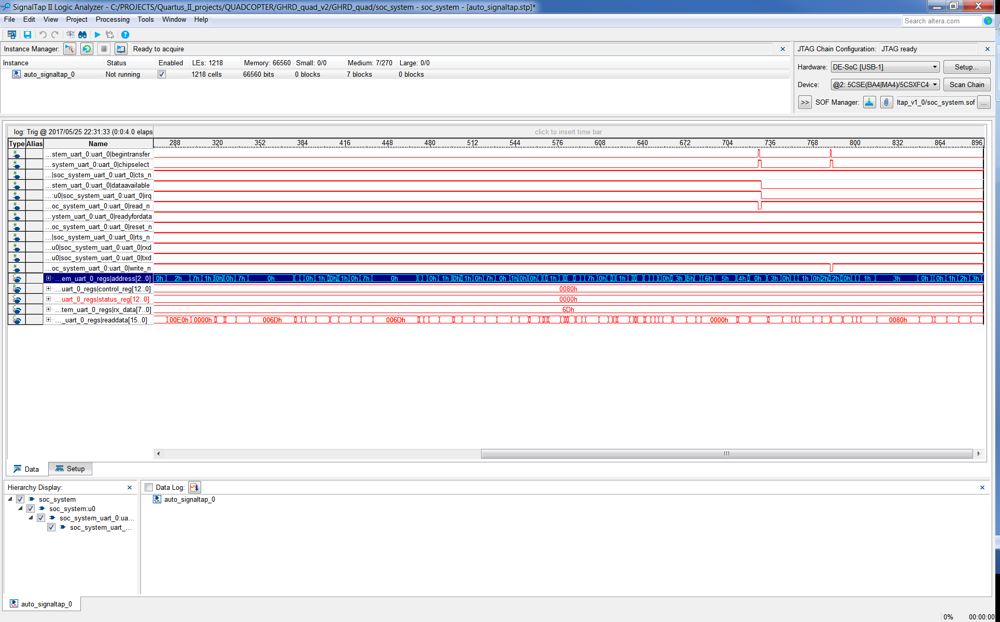 SignalTap II Logic Analyzer - C:/PROJECTS/Quartus_II_projects/QUADCOPTER/GHRD_quad_v2/GHRD_quad/soc_system - soc_system - [auto_signaltap.stp]*
File Edit View Project Processing Tools Window Help
Search altera.com
Instance Manager: Ready to acquire
JTAG Chain Configuration: JTAG ready
Instance Status Enabled LEs: 1218 Memory: 66560 Small: 0/0 Medium: 7/270 Large: 0/0
auto_signaltap_0 Not running 1218 cells 66560 bits 0 blocks 7 blocks 0 blocks
Hardware: DE-SoC [USB-1] Setup...
Device: @2: 5CSE(BA4|MA4)/5CSXFC4 Scan Chain
>> SOF Manager: ltap_v1_0/soc_system.sof ...
log: Trig @ 2017/05/25 22:31:33 (0:0:4.0 elaps
click to insert time bar
Type Alias Name 288 320 352 384 416 448 480 512 544 576 608 640 672 704 736 768 800 832 864 896
...stem_uart_0:uart_0|begintransfer
...system_uart_0:uart_0|chipselect
...|soc_system_uart_0:uart_0|cts_n
...stem_uart_0:uart_0|dataavailable
...:u0|soc_system_uart_0:uart_0|irq
...oc_system_uart_0:uart_0|read_n
...ystem_uart_0:uart_0|readyfordata
...oc_system_uart_0:uart_0|reset_n
...|soc_system_uart_0:uart_0|rts_n
...u0|soc_system_uart_0:uart_0|rxd
...u0|soc_system_uart_0:uart_0|txd
...oc_system_uart_0:uart_0|write_n
...em_uart_0_regs|address[2..0] 0h 2h 7h 1h 0h 0h 7h 0h 0h 1h 0h 1h 0h 7h 0h 0h 1h 0h 1h 0h 7h 0h 1h 0h 0h 1h 7h 0h 1h 0h 3h 5h 6h 5h 4h 0h 3h 0h 0h 2h 2h 0h 1h 3h 0h 0h 1h 2h 3h
...uart_0_regs|control_reg[12..0] 0080h
...uart_0_regs|status_reg[12..0] 0000h
...tem_uart_0_regs|rx_data[7..0] 6Dh
..._uart_0_regs|readdata[15..0] 00E0h 0000h 006Dh 006Dh 0000h 0080h
Data Setup
Hierarchy Display:
soc_system
soc_system:u0
soc_system_uart_0:ua...
soc_system_uart_...
Data Log:
auto_signaltap_0
auto_signaltap_0
0% 00:00:00